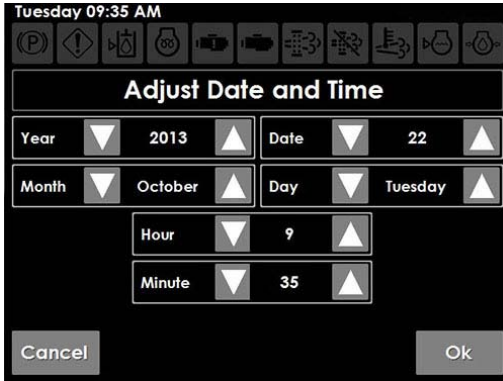 Tuesday 09:35 AM
(P)
Adjust Date and Time
Year 2013 Date 22
Month October Day Tuesday
Hour 9
Minute 35
Cancel Ok